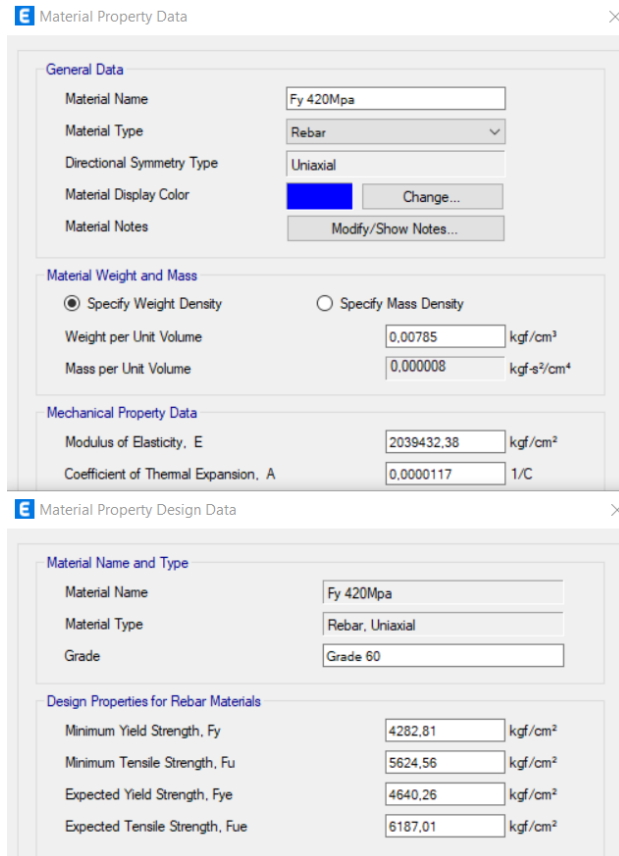 E Material Property Data
General Data
Material Name Fy 420Mpa
Material Type Rebar
Directional Symmetry Type Uniaxial
Material Display Color Change...
Material Notes Modify/Show Notes...
Material Weight and Mass
Specify Weight Density Specify Mass Density
Weight per Unit Volume 0,00785 kgf/cm³
Mass per Unit Volume 0,000008 kgf-s²/cm⁴
Mechanical Property Data
Modulus of Elasticity, E 2039432,38 kgf/cm²
Coefficient of Thermal Expansion, A 0,0000117 1/C
E Material Property Design Data
Material Name and Type
Material Name Fy 420Mpa
Material Type Rebar, Uniaxial
Grade Grade 60
Design Properties for Rebar Materials
Minimum Yield Strength, Fy 4282,81 kgf/cm²
Minimum Tensile Strength, Fu 5624,56 kgf/cm²
Expected Yield Strength, Fye 4640,26 kgf/cm²
Expected Tensile Strength, Fue 6187,01 kgf/cm²